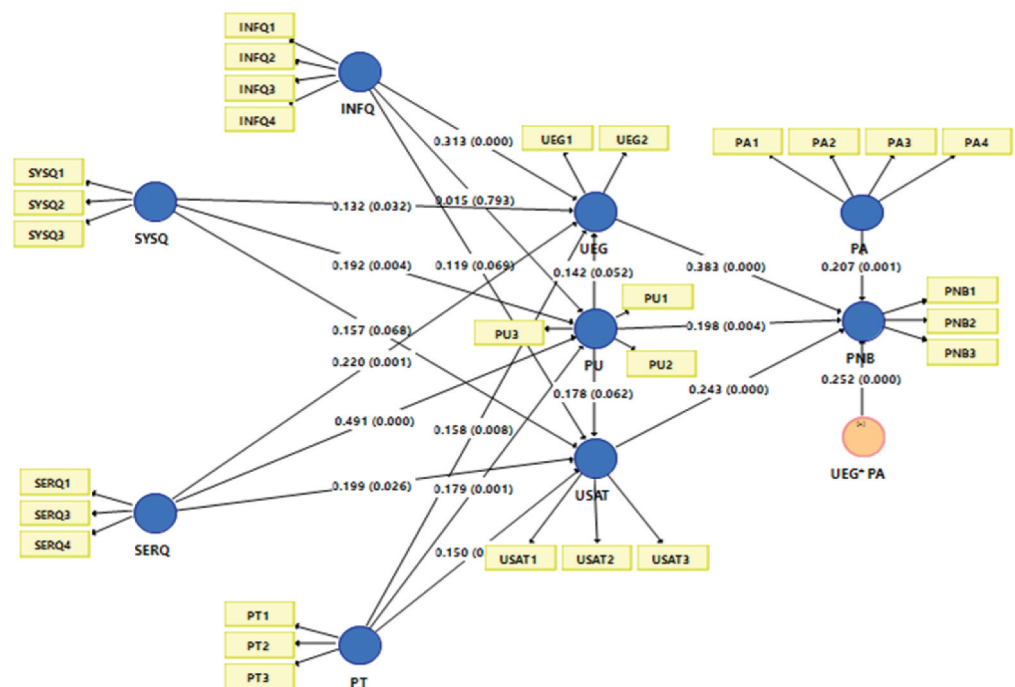 INFQ1
INFQ2
INFQ3
INFQ4
INFQ
UEG1
UEG2
PA1
PA2
PA3
PA4
0.313 (0.000)
SYSQ1
SYSQ2
SYSQ3
SYSQ
0.132 (0.032)
0.015 (0.793)
UEG
PA
0.192 (0.004)
0.119 (0.069)
0.142 (0.052)
0.383 (0.000)
0.207 (0.001)
PU1
PU2
PU3
PU
0.198 (0.004)
PNB1
PNB2
PNB3
PNB
0.157 (0.068)
0.220 (0.001)
0.178 (0.062)
0.243 (0.000)
0.252 (0.000)
0.491 (0.000)
0.158 (0.008)
UEG* PA
SERQ1
SERQ3
SERQ4
SERQ
0.199 (0.026)
0.179 (0.001)
USAT
0.150
USAT1
USAT2
USAT3
PT1
PT2
PT3
PT